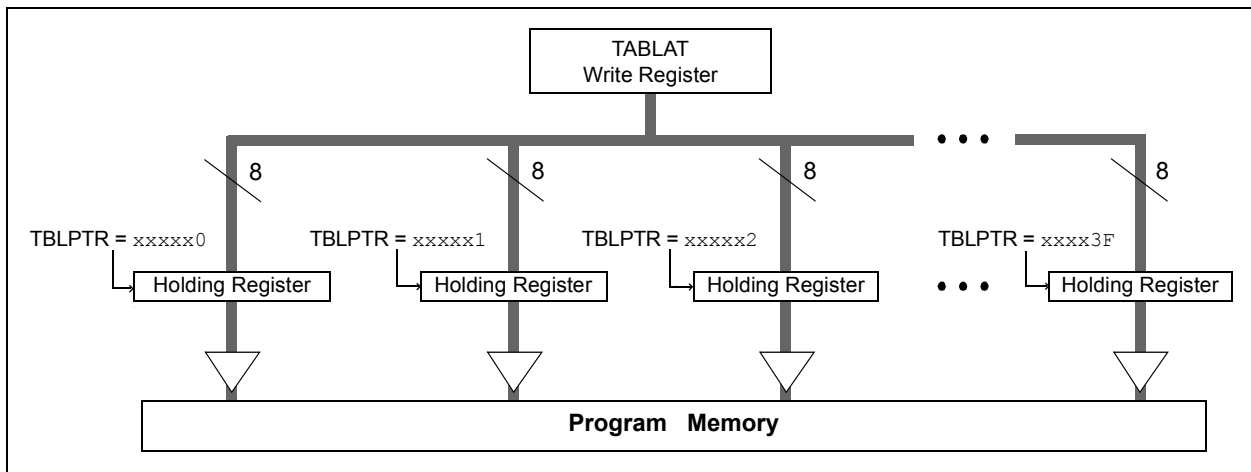 TABLAT
Write Register
• • •
8 8 8 8
TBLPTR = xxxxx0 TBLPTR = xxxxx1 TBLPTR = xxxxx2 TBLPTR = xxxx3F
Holding Register Holding Register Holding Register • • • Holding Register
Program Memory